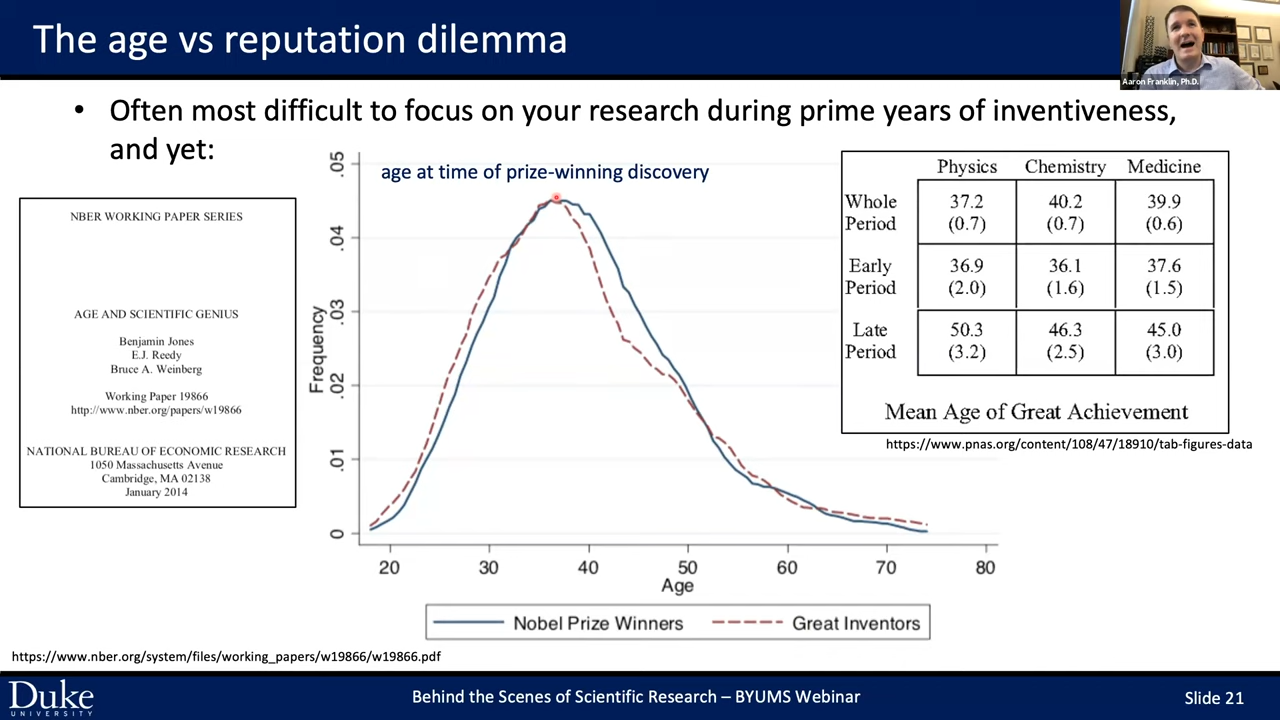 The age vs reputation dilemma
Aaron Franklin, Ph.D.
• Often most difficult to focus on your research during prime years of inventiveness,
and yet:
NBER WORKING PAPER SERIES
AGE AND SCIENTIFIC GENIUS
Benjamin Jones
E.J. Reedy
Bruce A. Weinberg
Working Paper 19866
http://www.nber.org/papers/w19866
NATIONAL BUREAU OF ECONOMIC RESEARCH
1050 Massachusetts Avenue
Cambridge, MA 02138
January 2014
age at time of prize-winning discovery
Frequency
.05
.04
.03
.02
.01
0
20 30 40 50 60 70 80
Age
Nobel Prize Winners Great Inventors
Physics Chemistry Medicine
Whole Period 37.2 40.2 39.9
(0.7) (0.7) (0.6)
Early Period 36.9 36.1 37.6
(2.0) (1.6) (1.5)
Late Period 50.3 46.3 45.0
(3.2) (2.5) (3.0)
Mean Age of Great Achievement
https://www.pnas.org/content/108/47/18910/tab-figures-data
https://www.nber.org/system/files/working_papers/w19866/w19866.pdf
Duke
UNIVERSITY
Behind the Scenes of Scientific Research – BYUMS Webinar
Slide 21